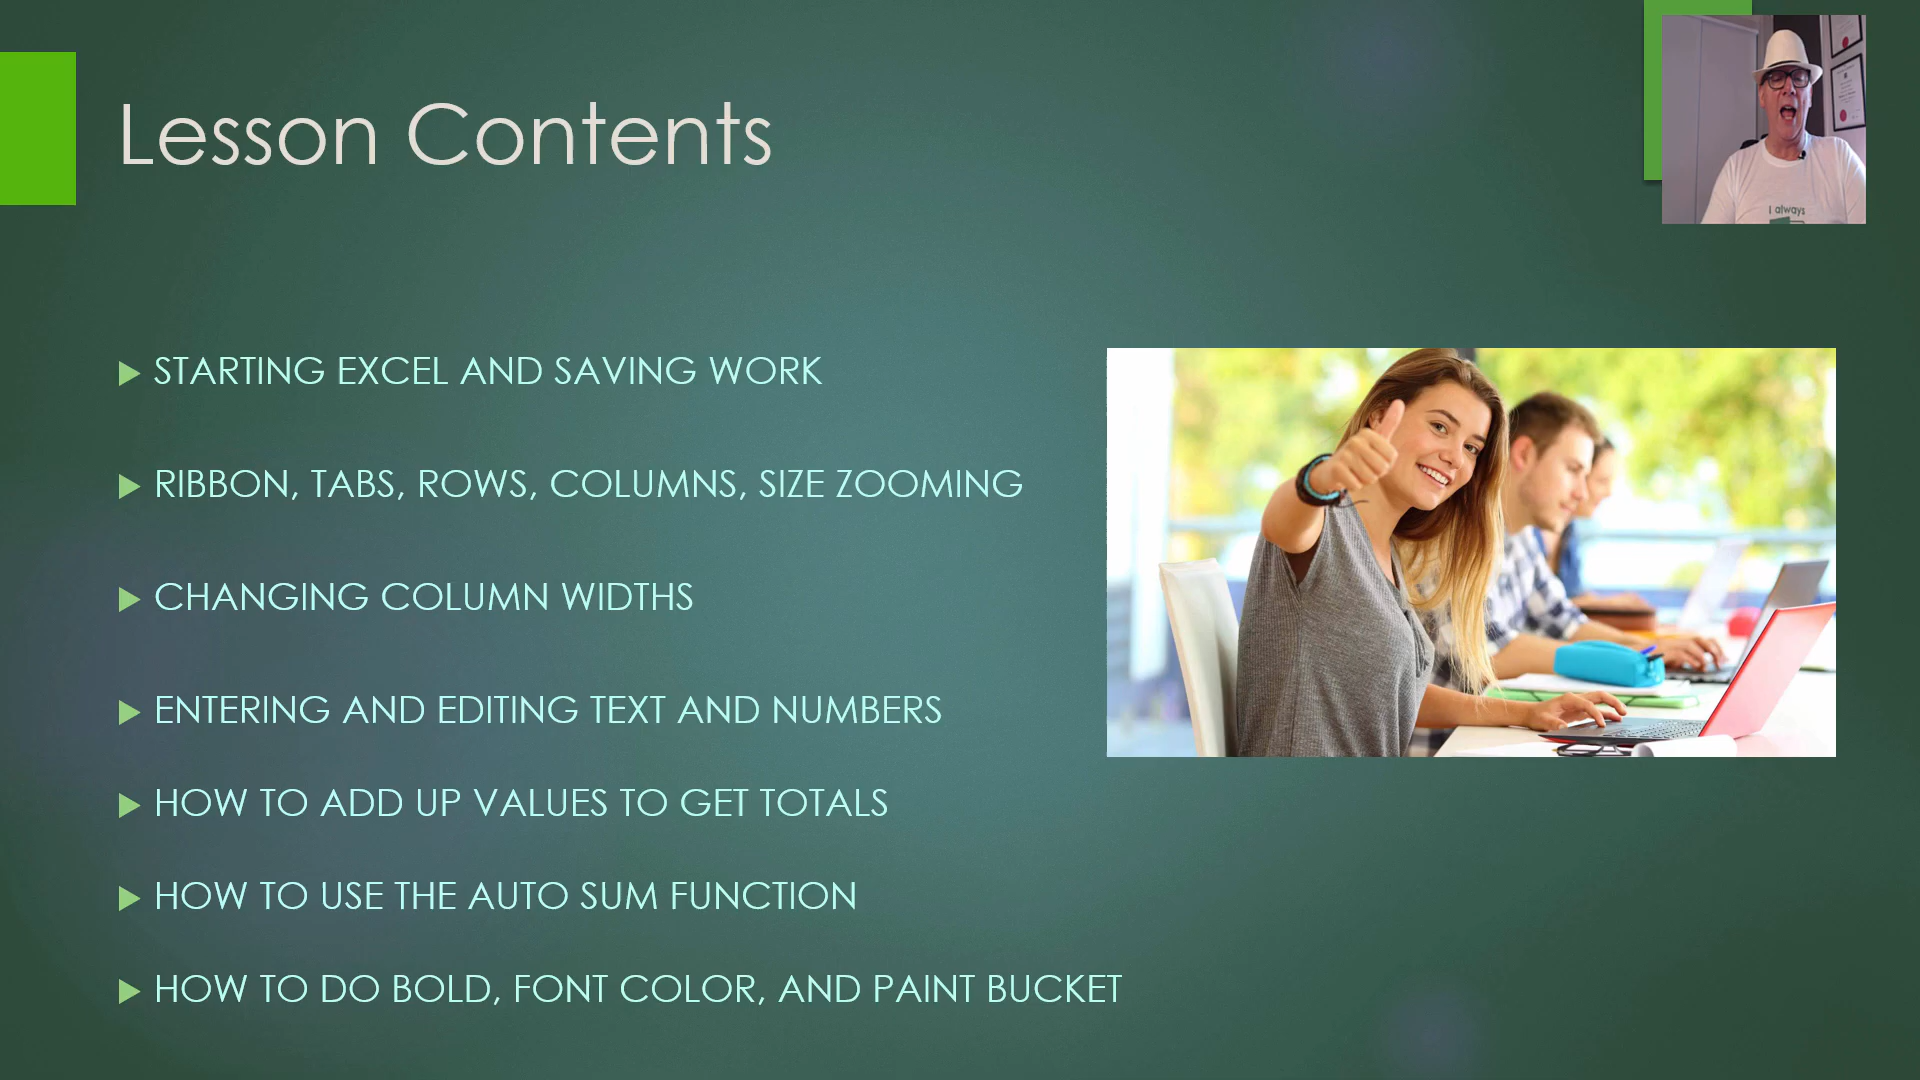 Lesson Contents
I always
STARTING EXCEL AND SAVING WORK
RIBBON, TABS, ROWS, COLUMNS, SIZE ZOOMING
CHANGING COLUMN WIDTHS
ENTERING AND EDITING TEXT AND NUMBERS
HOW TO ADD UP VALUES TO GET TOTALS
HOW TO USE THE AUTO SUM FUNCTION
HOW TO DO BOLD, FONT COLOR, AND PAINT BUCKET